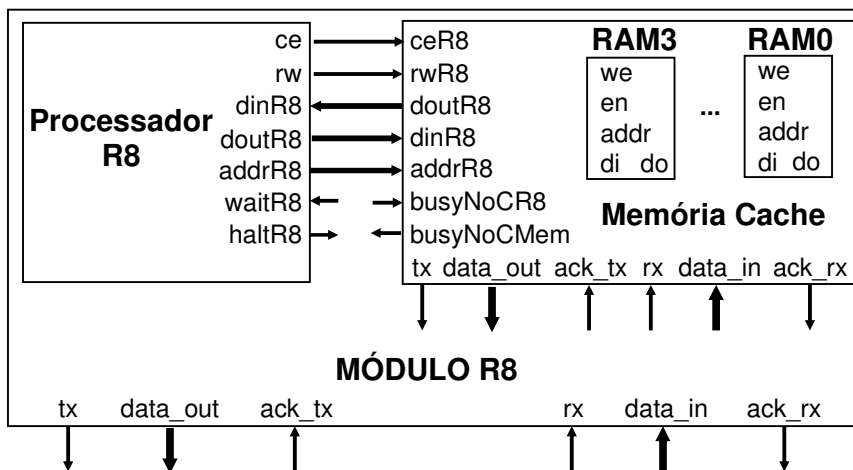 ce ceR8 RAM3 RAM0
rw rwR8 we we
dinR8 doutR8 en en
Processador doutR8 dinR8 addr ... addr
R8 addrR8 addrR8 di do di do
waitR8 busyNoCR8 Memória Cache
haltR8 busyNoCMem
tx data_out ack_tx rx data_in ack_rx
MÓDULO R8
tx data_out ack_tx rx data_in ack_rx